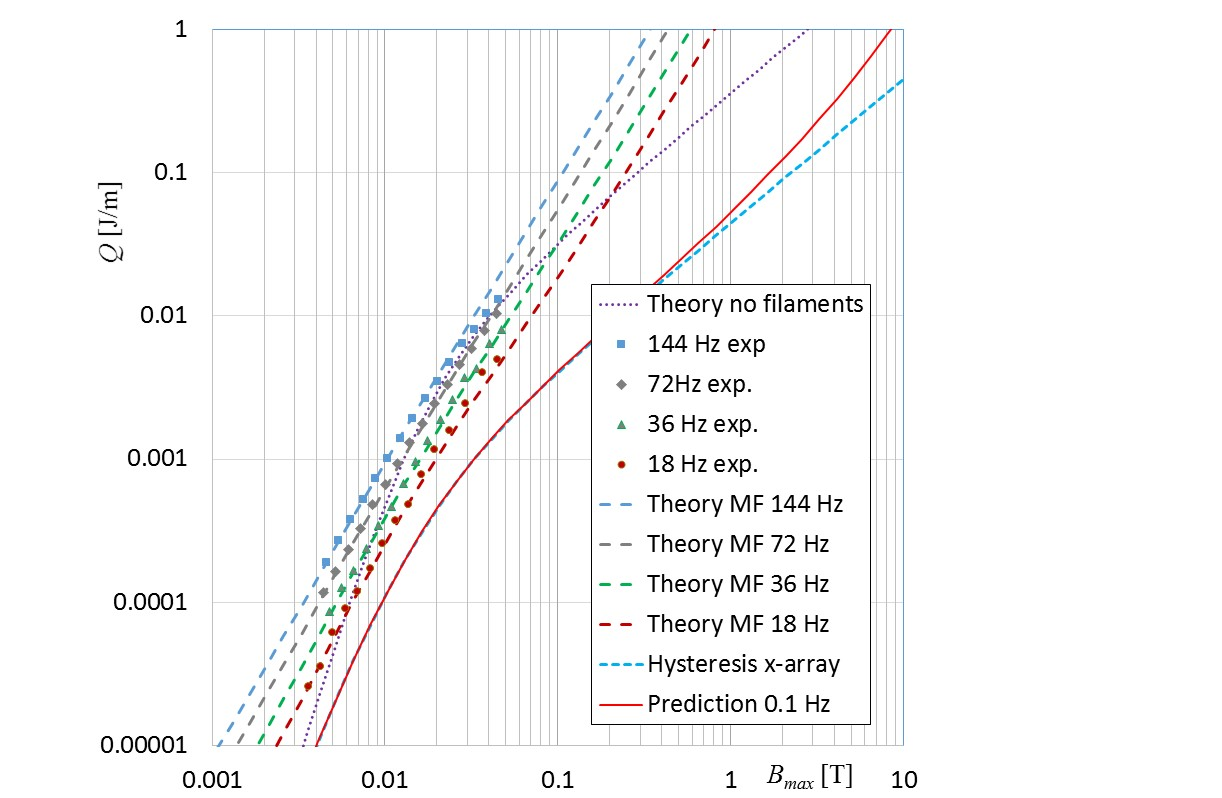 1
0.1
Q [J/m]
0.01
0.001
0.0001
0.00001
Theory no filaments
144 Hz exp
72Hz exp.
36 Hz exp.
18 Hz exp.
Theory MF 144 Hz
Theory MF 72 Hz
Theory MF 36 Hz
Theory MF 18 Hz
Hysteresis x-array
Prediction 0.1 Hz
0.001 0.01 0.1 1 Bmax [T] 10